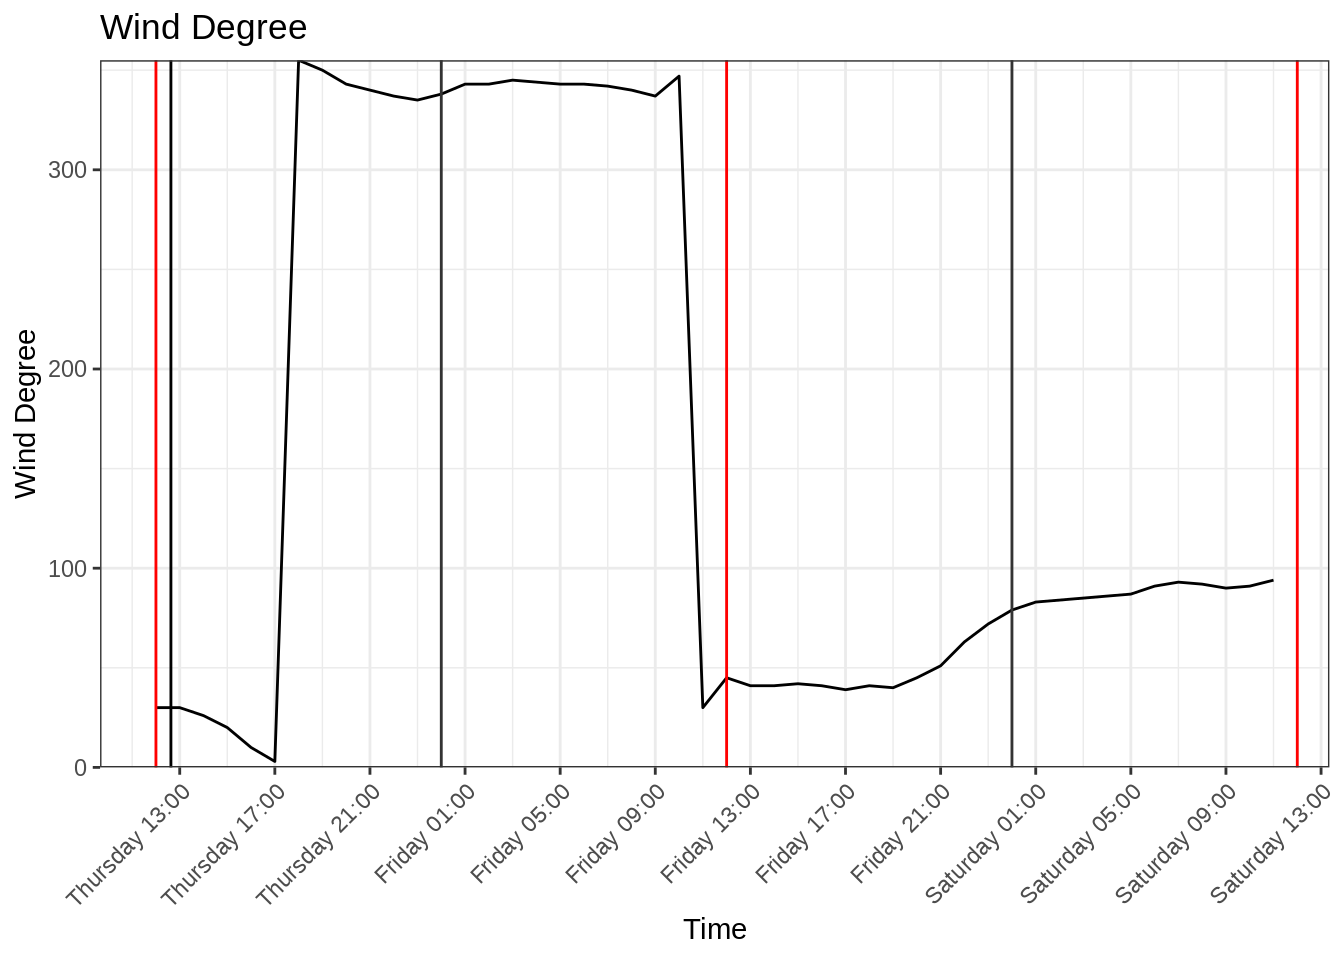 Wind Degree
Wind Degree
300
200
100
0
Thursday 13:00
Thursday 17:00
Thursday 21:00
Friday 01:00
Friday 05:00
Friday 09:00
Friday 13:00
Friday 17:00
Friday 21:00
Saturday 01:00
Saturday 05:00
Saturday 09:00
Saturday 13:00
Time